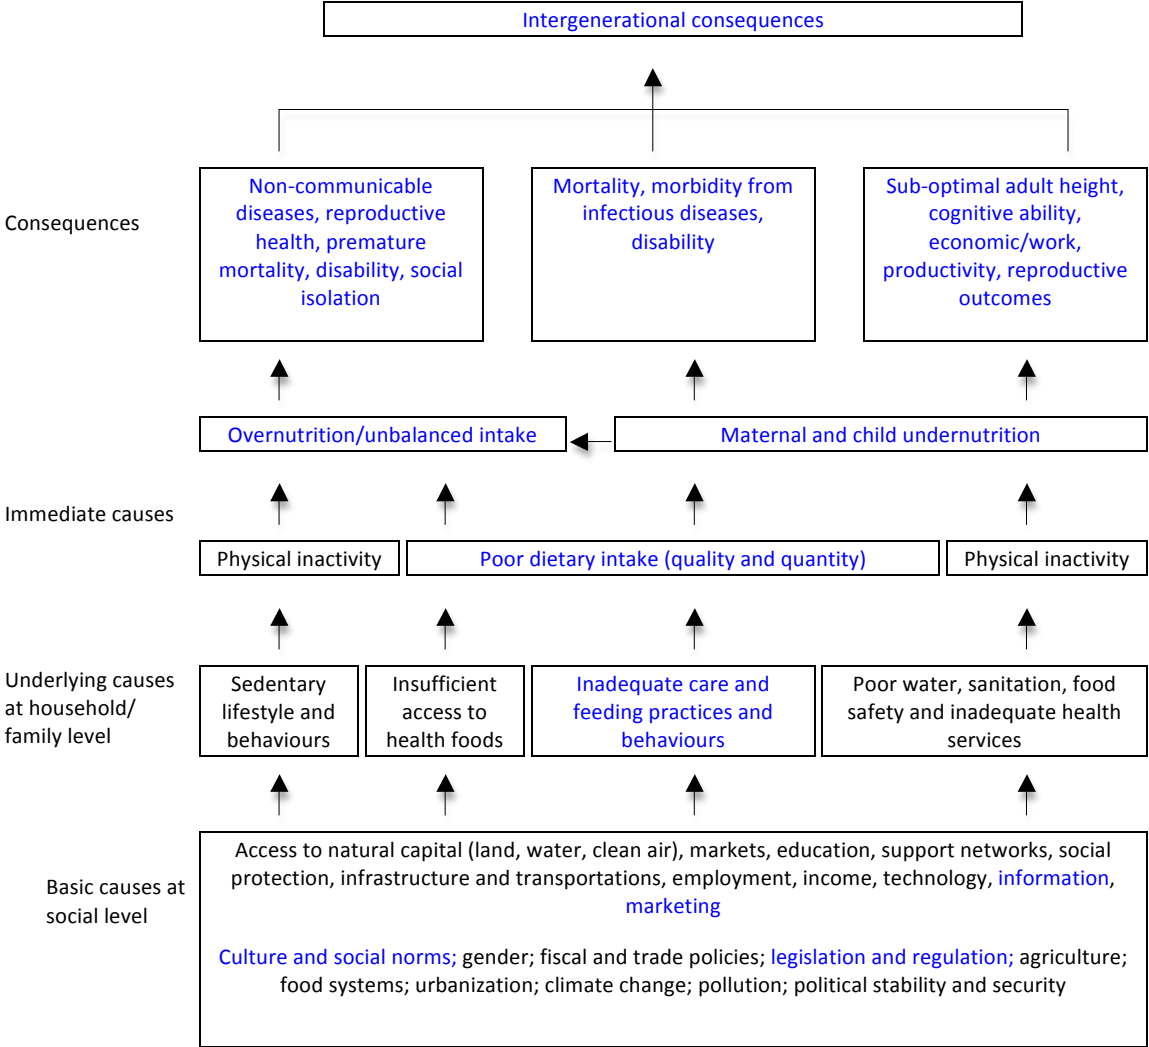 Intergenerational consequences
Consequences
Non-communicable
diseases, reproductive
health, premature
mortality, disability, social
isolation
Mortality, morbidity from
infectious diseases,
disability
Sub-optimal adult height,
cognitive ability,
economic/work,
productivity, reproductive
outcomes
Overnutrition/unbalanced intake
Maternal and child undernutrition
Immediate causes
Physical inactivity
Poor dietary intake (quality and quantity)
Physical inactivity
Underlying causes
at household/
family level
Sedentary
lifestyle and
behaviours
Insufficient
access to
health foods
Inadequate care and
feeding practices and
behaviours
Poor water, sanitation, food
safety and inadequate health
services
Basic causes at
social level
Access to natural capital (land, water, clean air), markets, education, support networks, social
protection, infrastructure and transportations, employment, income, technology, information,
marketing
Culture and social norms; gender; fiscal and trade policies; legislation and regulation; agriculture;
food systems; urbanization; climate change; pollution; political stability and security